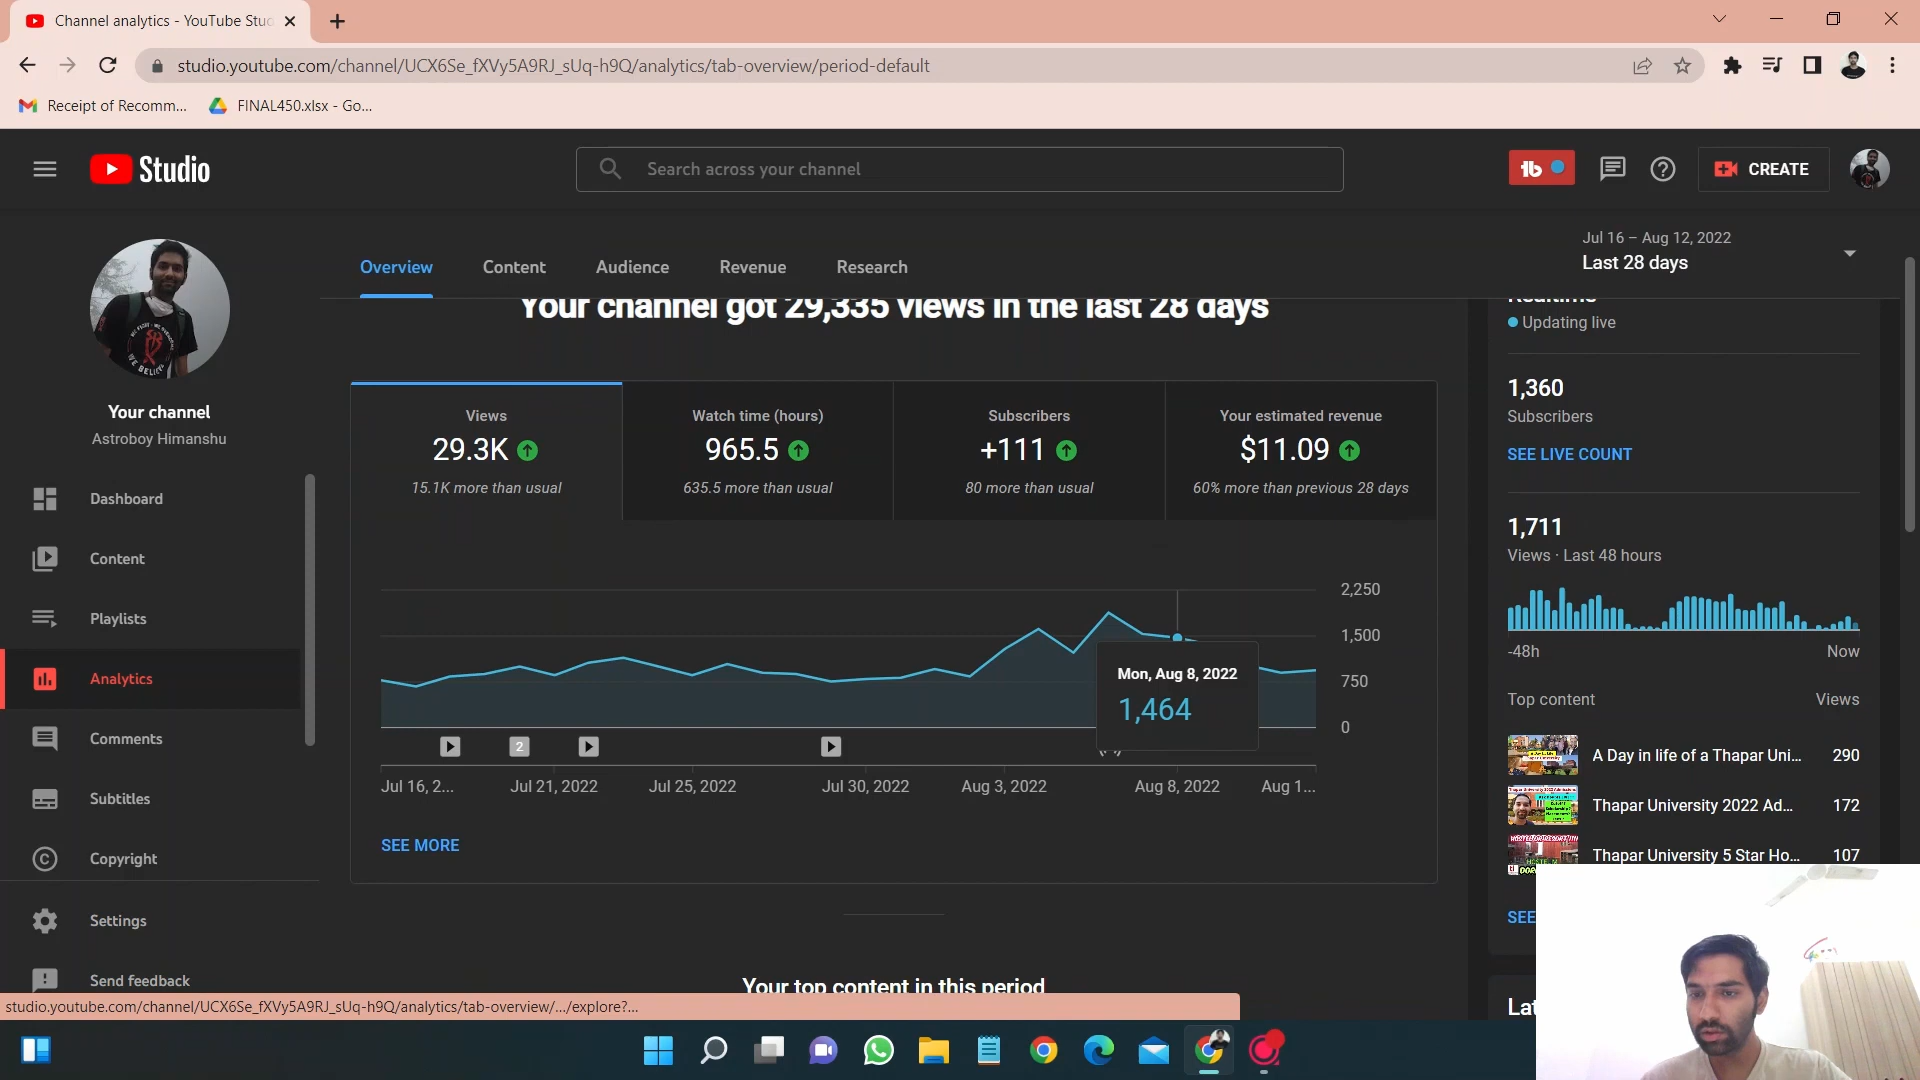 Channel analytics - YouTube Stud
studio.youtube.com/channel/UCX6Se_fXVy5A9RJ_sUq-h9Q/analytics/tab-overview/period-default
Receipt of Recomm... FINAL450.xlsx - Go...
Studio
Search across your channel
tb
CREATE
Your channel
Astroboy Himanshu
Dashboard
Content
Playlists
Analytics
Comments
Subtitles
Copyright
Settings
Send feedback
Overview Content Audience Revenue Research
Jul 16 – Aug 12, 2022
Last 28 days
Your channel got 29,335 views in the last 28 days
Views
29.3K
15.1K more than usual
Watch time (hours)
965.5
635.5 more than usual
Subscribers
+111
80 more than usual
Your estimated revenue
$11.09
60% more than previous 28 days
2,250
1,500
750
0
Mon, Aug 8, 2022
1,464
2
Jul 16, 2... Jul 21, 2022 Jul 25, 2022 Jul 30, 2022 Aug 3, 2022 Aug 8, 2022 Aug 1...
SEE MORE
Your top content in this period
Realtime
Updating live
1,360
Subscribers
SEE LIVE COUNT
1,711
Views · Last 48 hours
-48h Now
Top content Views
A Day in life of a Thapar Uni... 290
Thapar University 2022 Ad... 172
Thapar University 5 Star Ho... 107
SEE
Lat
studio.youtube.com/channel/UCX6Se_fXVy5A9RJ_sUq-h9Q/analytics/tab-overview/.../explore?...